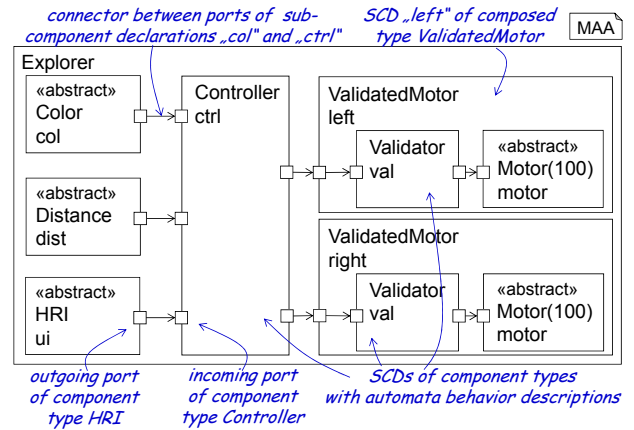 connector between ports of sub-
component declarations „col" and „ctrl"
SCD „left" of composed
type ValidatedMotor
MAA
Explorer
«abstract»
Color
col
«abstract»
Distance
dist
«abstract»
HRI
ui
Controller
ctrl
ValidatedMotor
left
Validator
val
«abstract»
Motor(100)
motor
ValidatedMotor
right
Validator
val
«abstract»
Motor(100)
motor
outgoing port
of component
type HRI
incoming port
of component
type Controller
SCDs of component types
with automata behavior descriptions